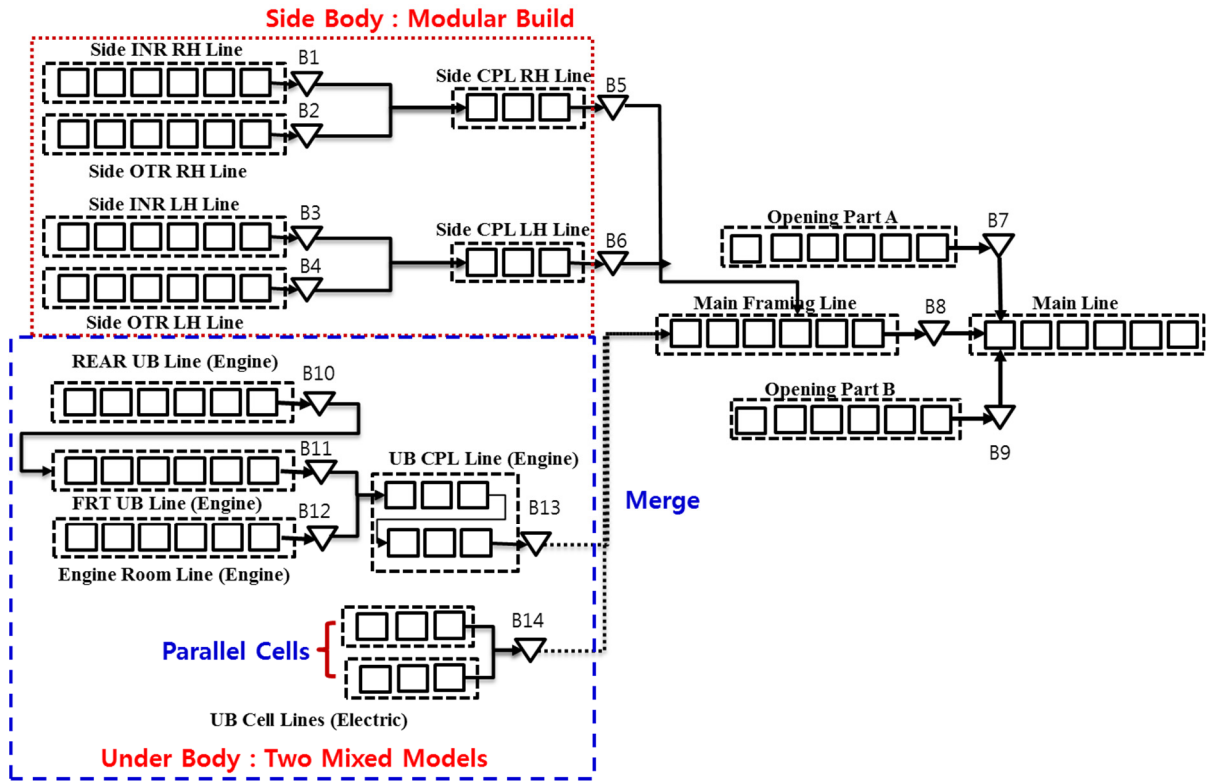 Side Body : Modular Build
Side INR RH Line
B1
Side CPL RH Line
B5
B2
Side OTR RH Line
Side INR LH Line
B3
Side CPL LH Line
B6
B4
Side OTR LH Line
Opening Part A
B7
Main Framing Line
B8
Main Line
Opening Part B
B9
REAR UB Line (Engine)
B10
B11
UB CPL Line (Engine)
FRT UB Line (Engine)
B12
B13
Merge
Engine Room Line (Engine)
B14
Parallel Cells
UB Cell Lines (Electric)
Under Body : Two Mixed Models